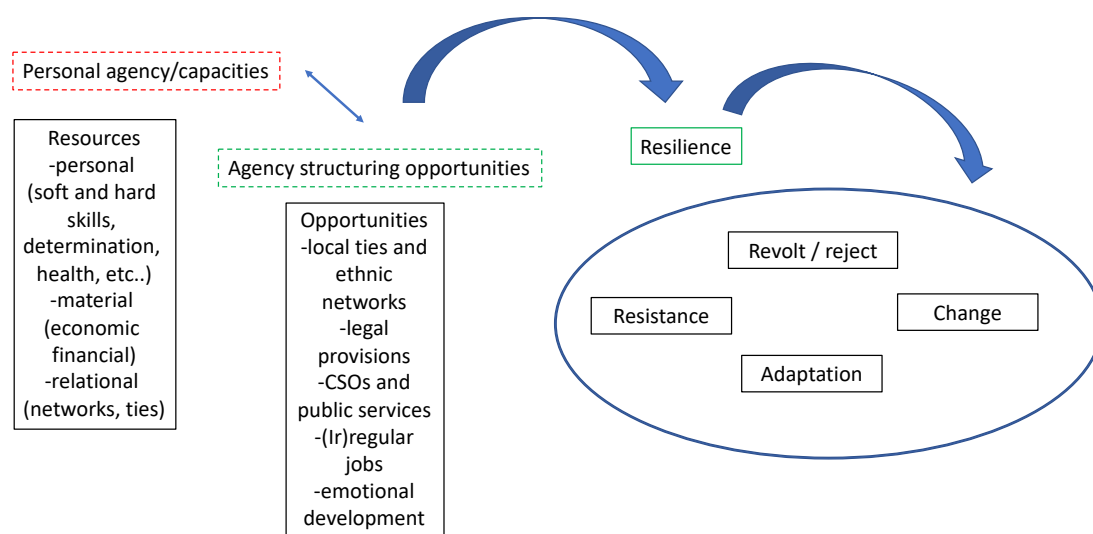 Personal agency/capacities
Resources
-personal
(soft and hard
skills,
determination,
health, etc..)
-material
(economic
financial)
-relational
(networks, ties)
Agency structuring opportunities
Opportunities
-local ties and
ethnic
networks
-legal
provisions
-CSOs and
public services
-(Ir)regular
jobs
-emotional
development
Resilience
Revolt / reject
Resistance
Change
Adaptation